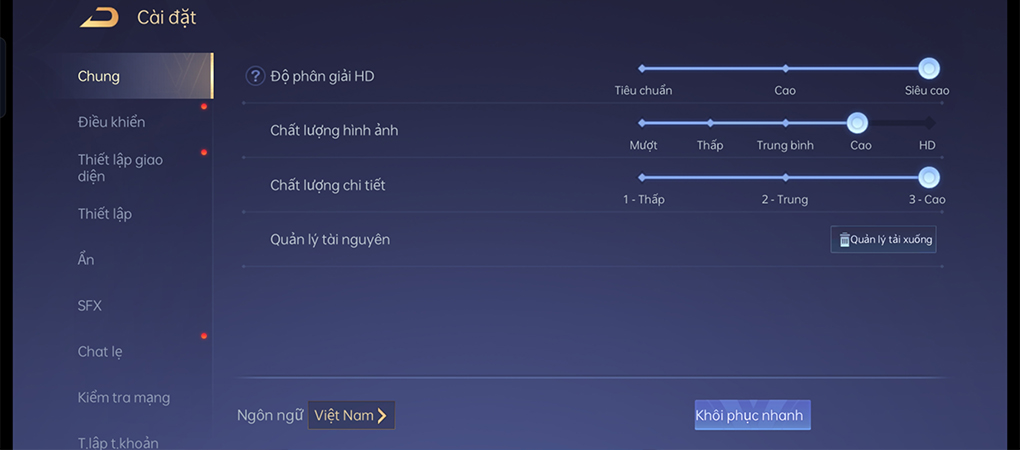 Cài đặt
Chung
Điều khiển
Thiết lập giao
diện
Thiết lập
Ẩn
SFX
Chat lẹ
Kiểm tra mạng
T.lập t.khoản
? Độ phân giải HD
Tiêu chuẩn Cao Siêu cao
Chất lượng hình ảnh
Mượt Thấp Trung bình Cao HD
Chất lượng chi tiết
1 - Thấp 2 - Trung 3 - Cao
Quản lý tài nguyên
Quản lý tải xuống
Ngôn ngữ Việt Nam
Khôi phục nhanh